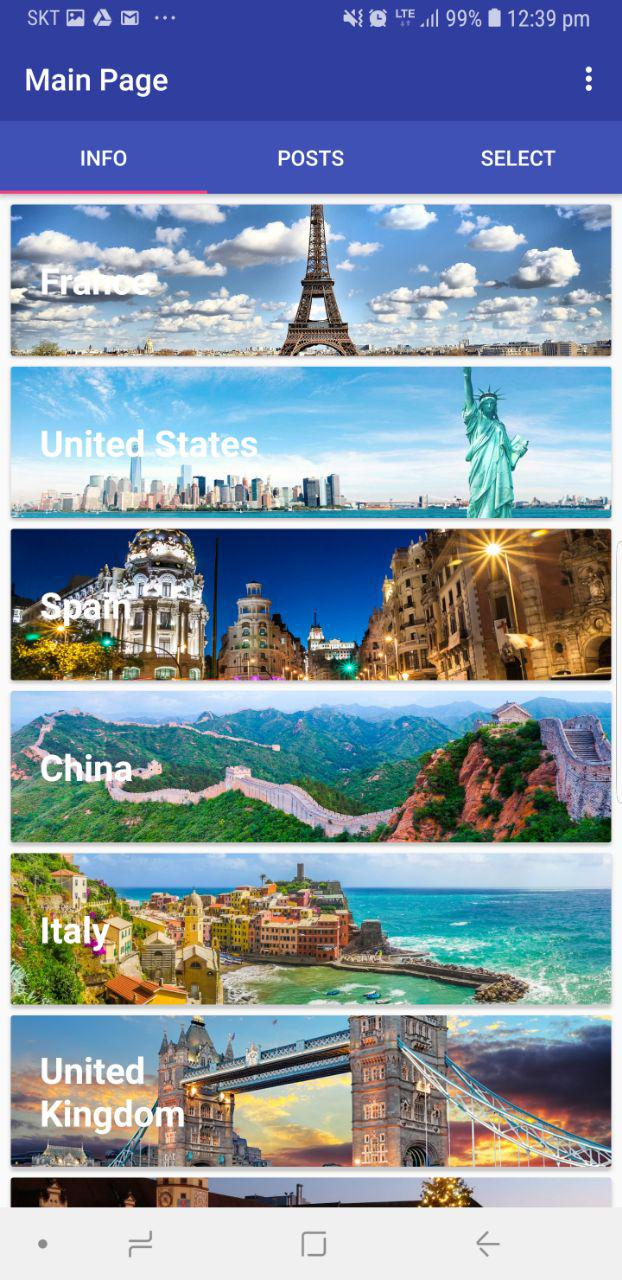 SKT ... LTE 99% 12:39 pm
Main Page
INFO POSTS SELECT
France
United States
Spain
China
Italy
United
Kingdom